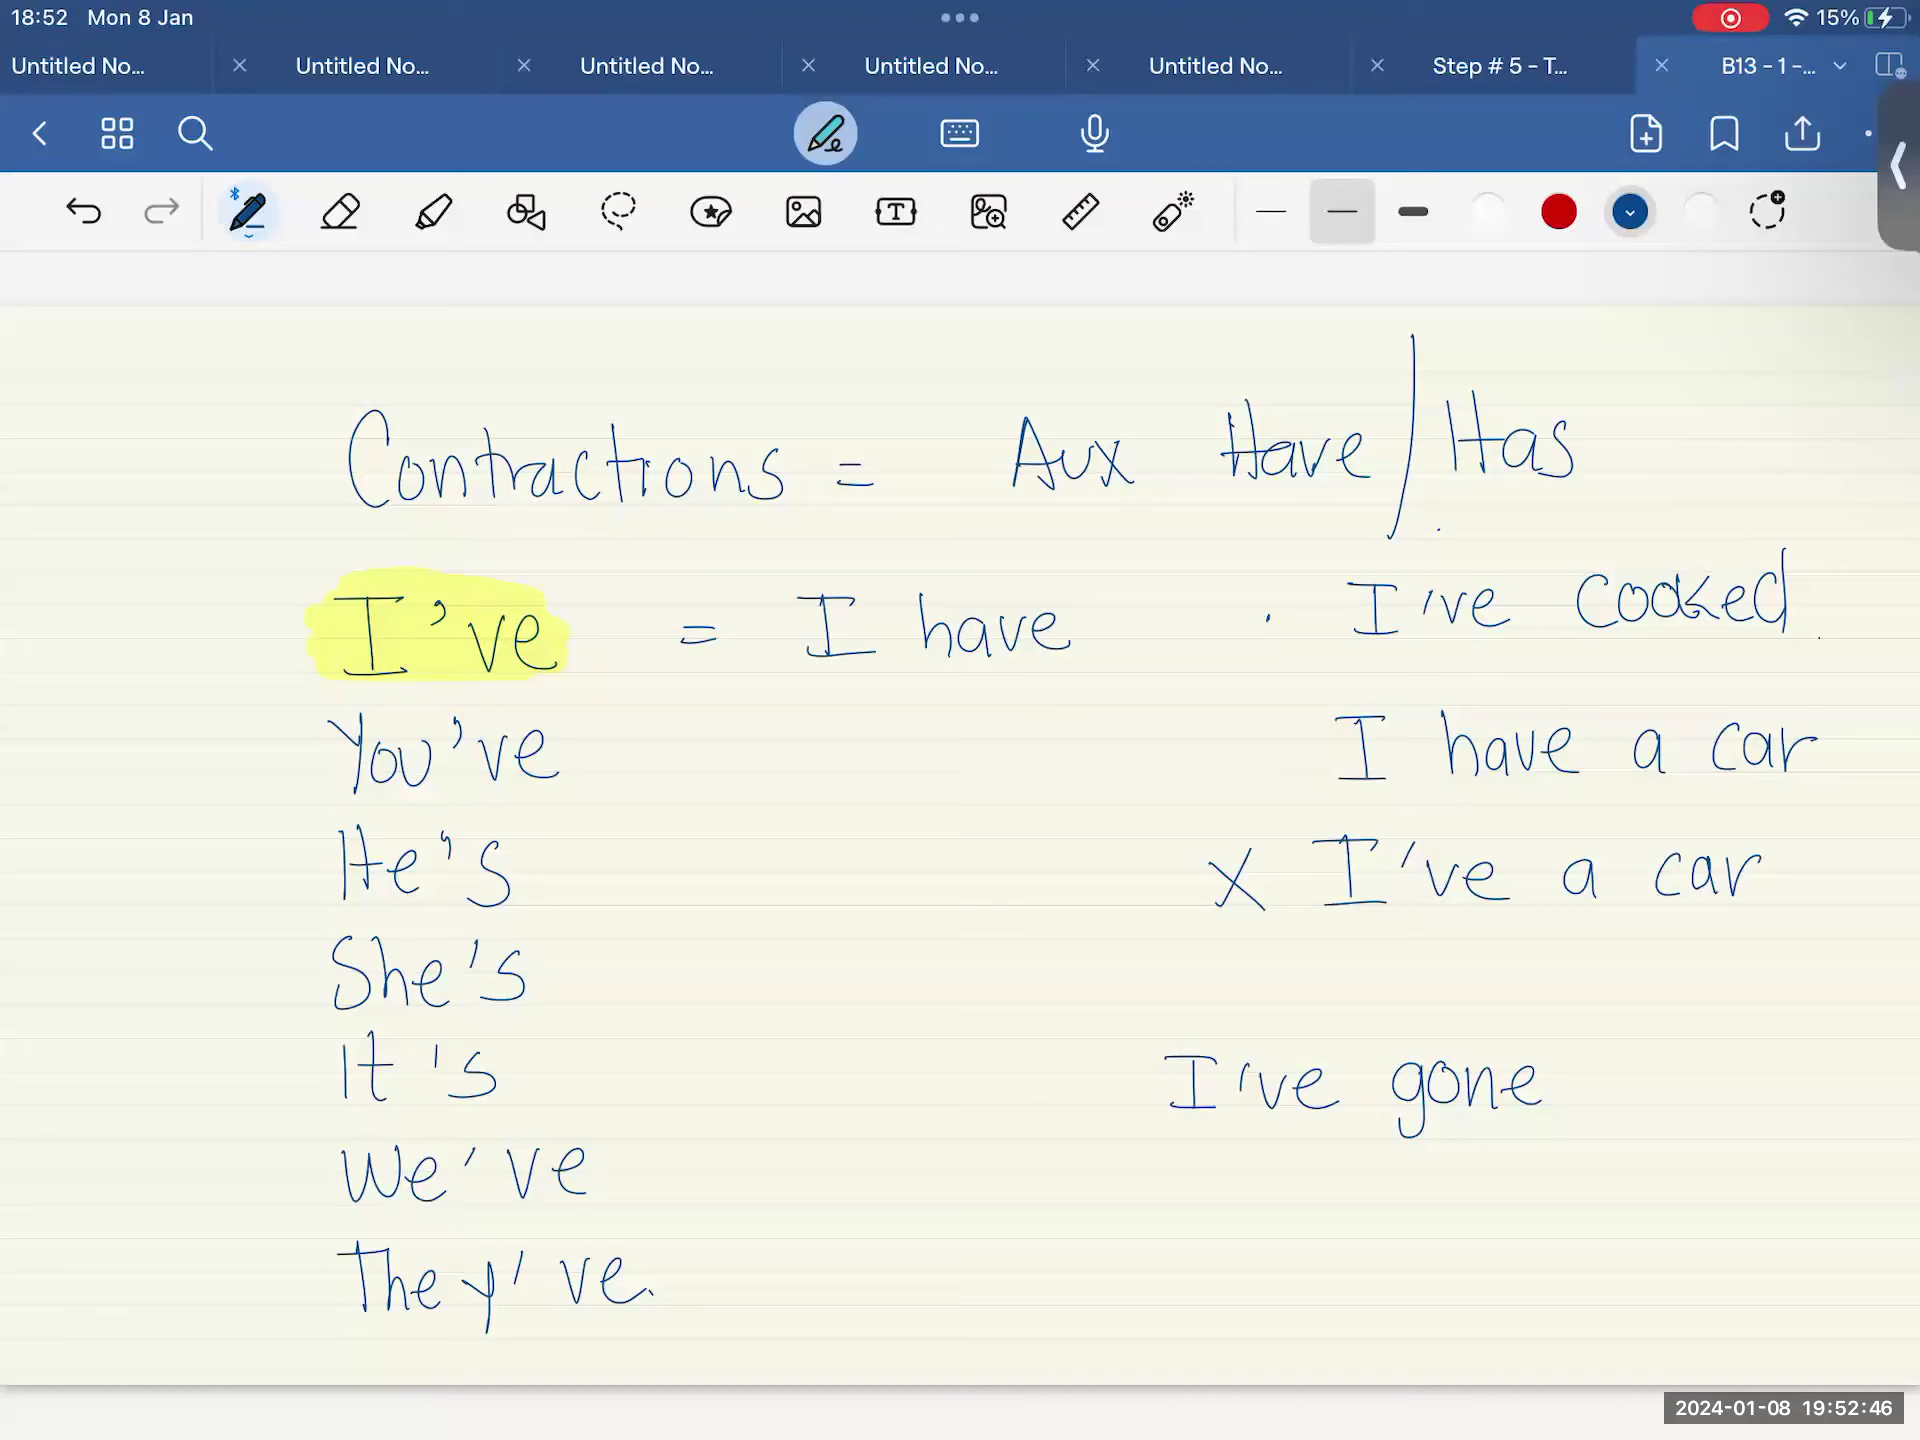 18:52 Mon 8 Jan
15%
Untitled No... Untitled No... Untitled No... Untitled No... Untitled No... Step # 5 – T... B13 – 1 –...
Contractions = Aux Have/Has
I've = I have . I've cooked.
You've I have a car
He's x I've a car
She's
It's I've gone
We've
They've.
2024-01-08 19:52:46